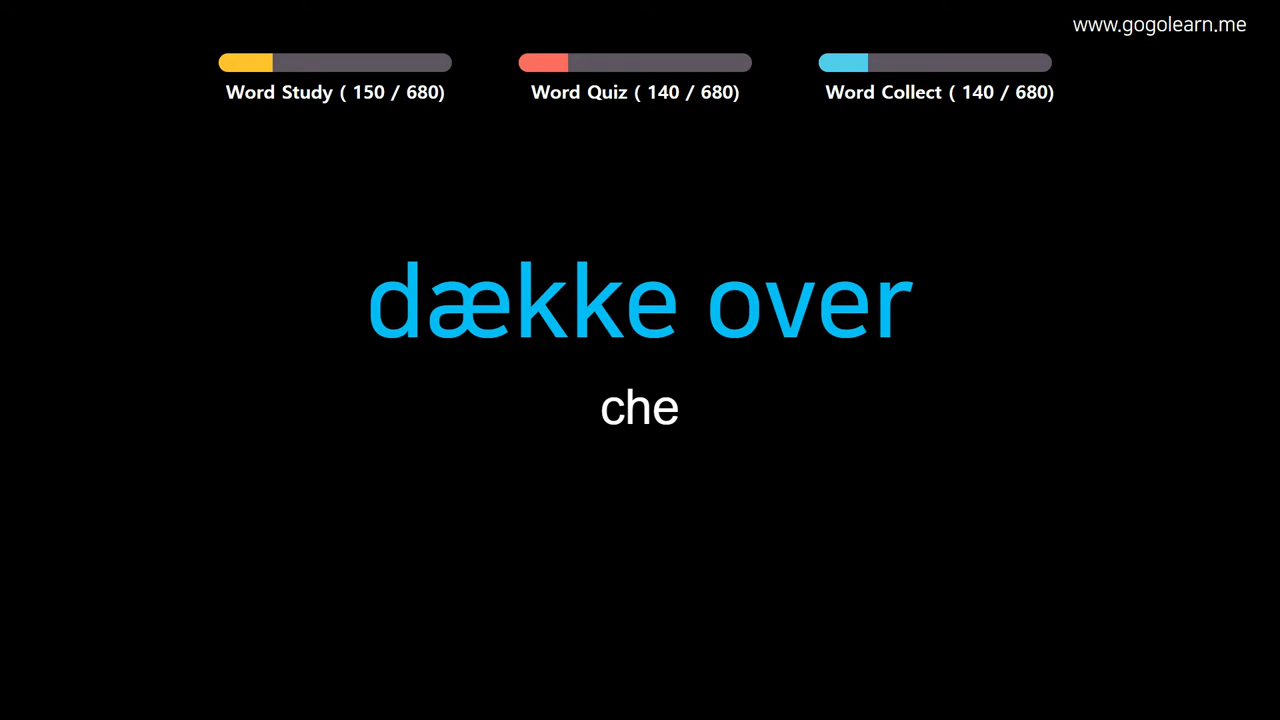 www.gogolearn.me
Word Study ( 150 / 680)
Word Quiz ( 140 / 680)
Word Collect ( 140 / 680)
dække over
che